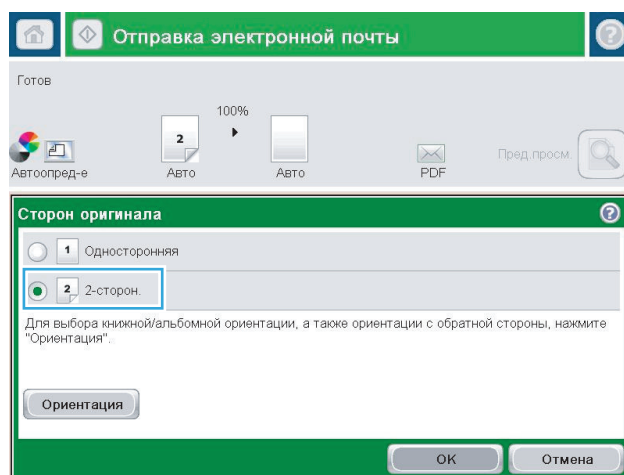 Отправка электронной почты
Готов
100%
2
Автоопред-е
Авто
Авто
PDF
Пред.просм.
Сторон оригинала
1 Односторонняя
2 2-сторон.
Для выбора книжной/альбомной ориентации, а также ориентации с обратной стороны, нажмите
"Ориентация".
Ориентация
OK
Отмена